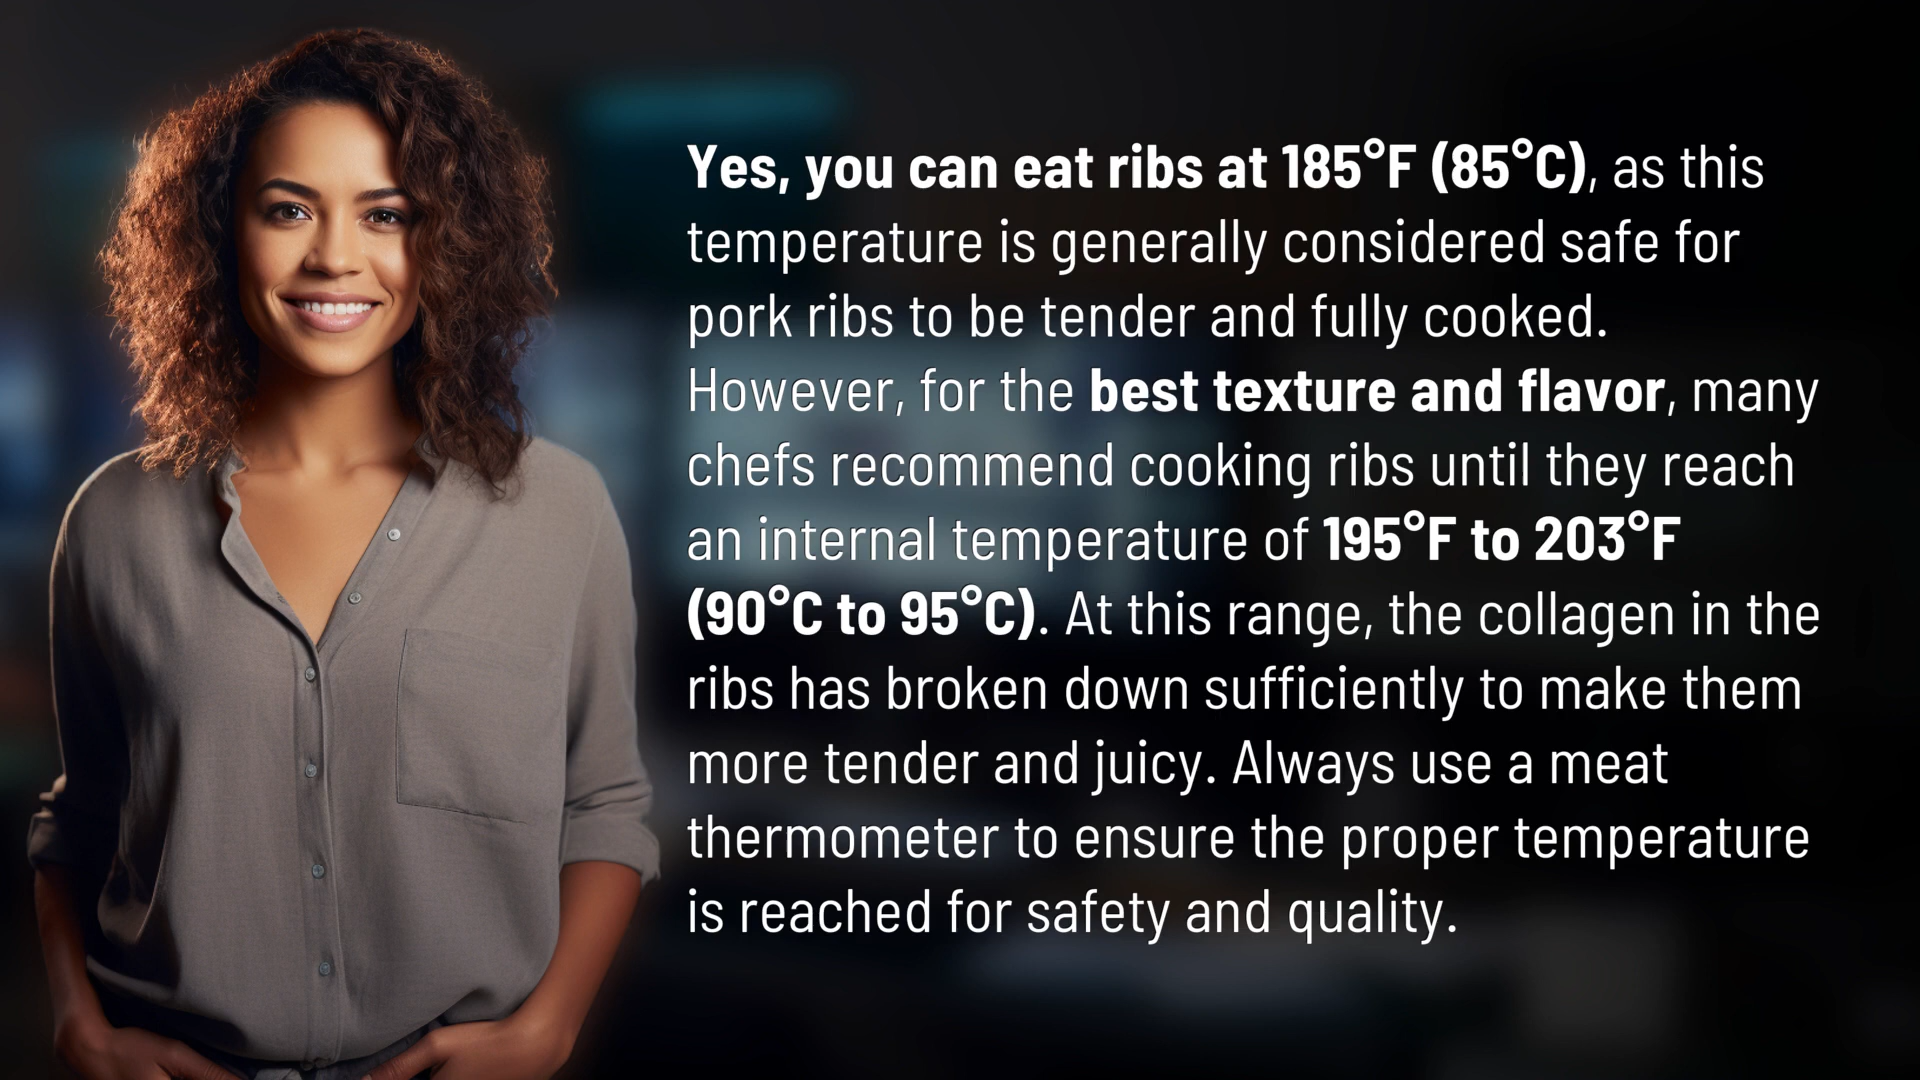 Yes, you can eat ribs at 185°F (85°C), as this
temperature is generally considered safe for
pork ribs to be tender and fully cooked.
However, for the best texture and flavor, many
chefs recommend cooking ribs until they reach
an internal temperature of 195°F to 203°F
(90°C to 95°C). At this range, the collagen in the
ribs has broken down sufficiently to make them
more tender and juicy. Always use a meat
thermometer to ensure the proper temperature
is reached for safety and quality.